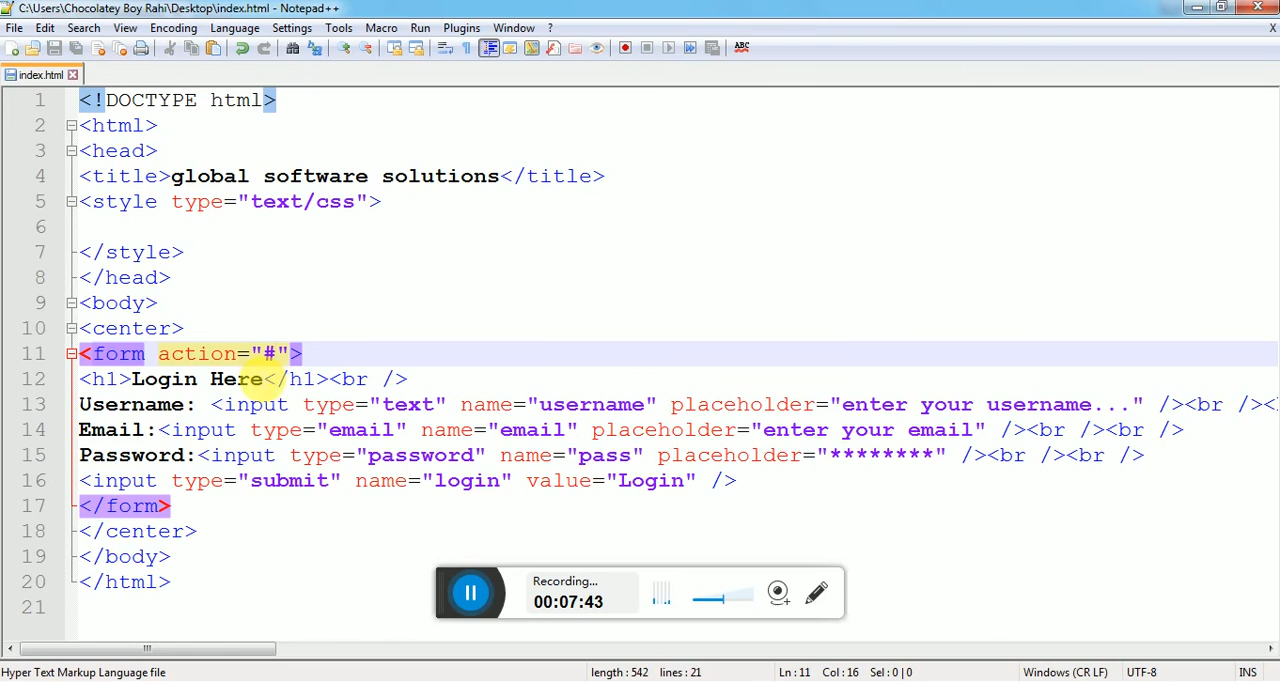 C:\Users\Chocolatey Boy Rahi\Desktop\index.html - Notepad++
File Edit Search View Encoding Language Settings Tools Macro Run Plugins Window ? X
ABC
index.html
1 <!DOCTYPE html>
2 <html>
3 <head>
4 <title>global software solutions</title>
5 <style type="text/css">
6
7 </style>
8 </head>
9 <body>
10 <center>
11 <form action="#">
12 <h1>Login Here</h1><br />
13 Username: <input type="text" name="username" placeholder="enter your username..." /><br /><
14 Email:<input type="email" name="email" placeholder="enter your email" /><br /><br />
15 Password:<input type="password" name="pass" placeholder="********" /><br /><br />
16 <input type="submit" name="login" value="Login" />
17 </form>
18 </center>
19 </body>
20 </html>
21
Recording...
00:07:43
Hyper Text Markup Language file length : 542 lines : 21 Ln : 11 Col : 16 Sel : 0 | 0 Windows (CR LF) UTF-8 INS